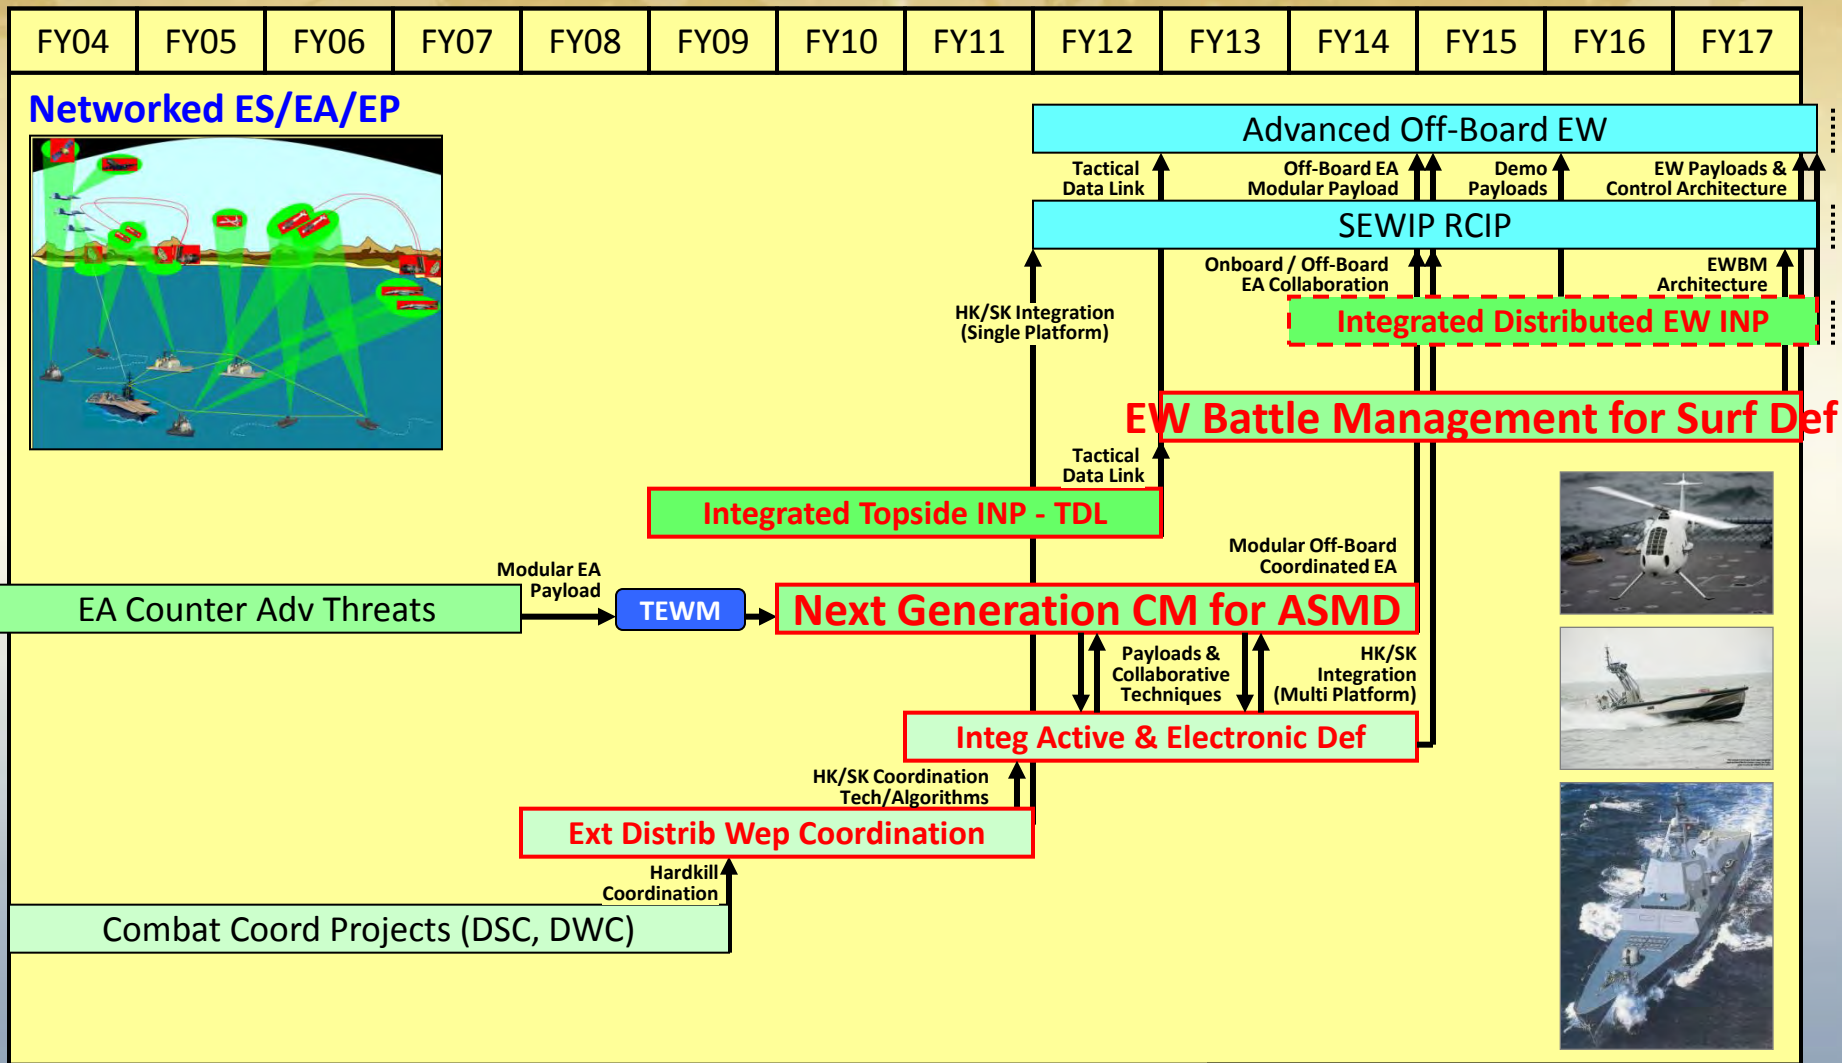 FY04 FY05 FY06 FY07 FY08 FY09 FY10 FY11 FY12 FY13 FY14 FY15 FY16 FY17
Networked ES/EA/EP
Advanced Off-Board EW
Tactical
Data Link
Off-Board EA
Modular Payload
Demo
Payloads
EW Payloads &
Control Architecture
SEWIP RCIP
HK/SK Integration
(Single Platform)
Onboard / Off-Board
EA Collaboration
EWBM
Architecture
Integrated Distributed EW INP
EW Battle Management for Surf Def
Tactical
Data Link
Integrated Topside INP - TDL
Modular Off-Board
Coordinated EA
Modular EA
Payload
EA Counter Adv Threats
TEWM
Next Generation CM for ASMD
Payloads &
Collaborative
Techniques
HK/SK
Integration
(Multi Platform)
Integ Active & Electronic Def
HK/SK Coordination
Tech/Algorithms
Ext Distrib Wep Coordination
Hardkill
Coordination
Combat Coord Projects (DSC, DWC)